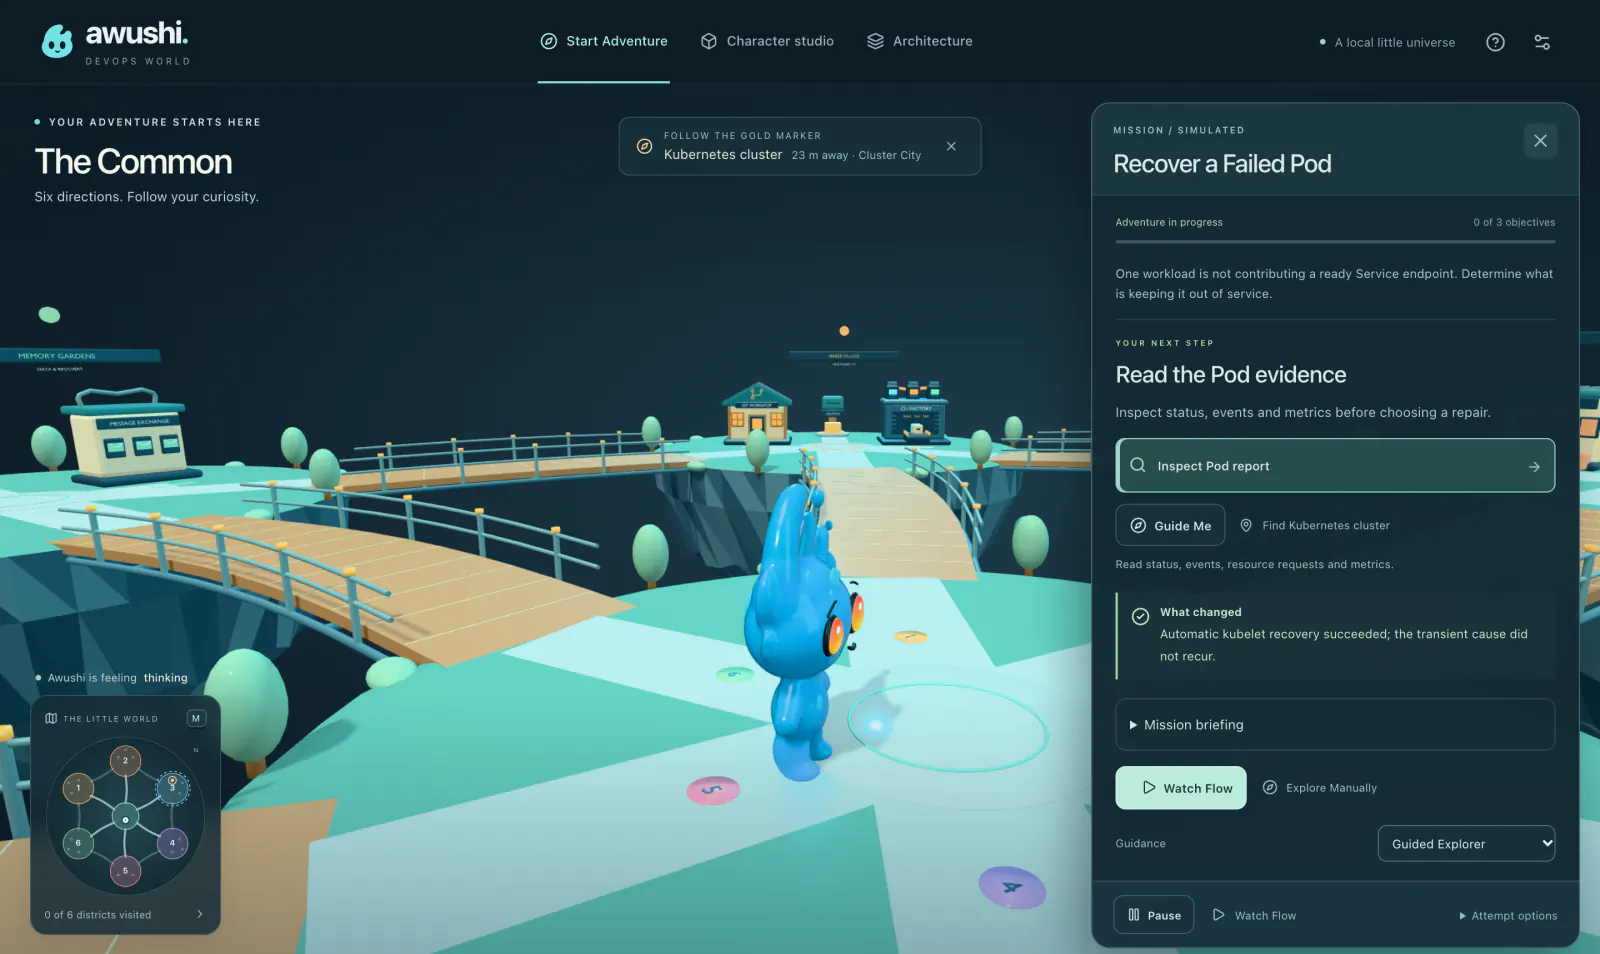 awushi.
DEVOPS WORLD
Start Adventure
Character studio
Architecture
A local little universe
YOUR ADVENTURE STARTS HERE
The Common
Six directions. Follow your curiosity.
FOLLOW THE GOLD MARKER
Kubernetes cluster 23 m away · Cluster City
MISSION / SIMULATED
Recover a Failed Pod
Adventure in progress
0 of 3 objectives
One workload is not contributing a ready Service endpoint. Determine what
is keeping it out of service.
YOUR NEXT STEP
Read the Pod evidence
Inspect status, events and metrics before choosing a repair.
Inspect Pod report
Guide Me
Find Kubernetes cluster
Read status, events, resource requests and metrics.
What changed
Automatic kubelet recovery succeeded; the transient cause did
not recur.
Mission briefing
Watch Flow
Explore Manually
Guidance
Guided Explorer
Pause
Watch Flow
Attempt options
MEMORY GARDENS
MESSAGE EXCHANGE
GIT WORKSHOP
CI FACTORY
5
4
Awushi is feeling thinking
THE LITTLE WORLD
M
N
2
1
3
6
4
5
0 of 6 districts visited